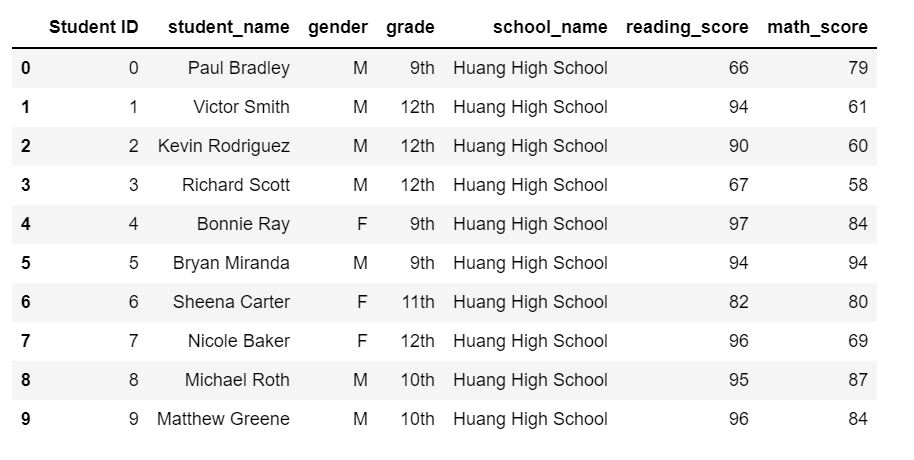 Student ID student_name gender grade school_name reading_score math_score
0 0 Paul Bradley M 9th Huang High School 66 79
1 1 Victor Smith M 12th Huang High School 94 61
2 2 Kevin Rodriguez M 12th Huang High School 90 60
3 3 Richard Scott M 12th Huang High School 67 58
4 4 Bonnie Ray F 9th Huang High School 97 84
5 5 Bryan Miranda M 9th Huang High School 94 94
6 6 Sheena Carter F 11th Huang High School 82 80
7 7 Nicole Baker F 12th Huang High School 96 69
8 8 Michael Roth M 10th Huang High School 95 87
9 9 Matthew Greene M 10th Huang High School 96 84